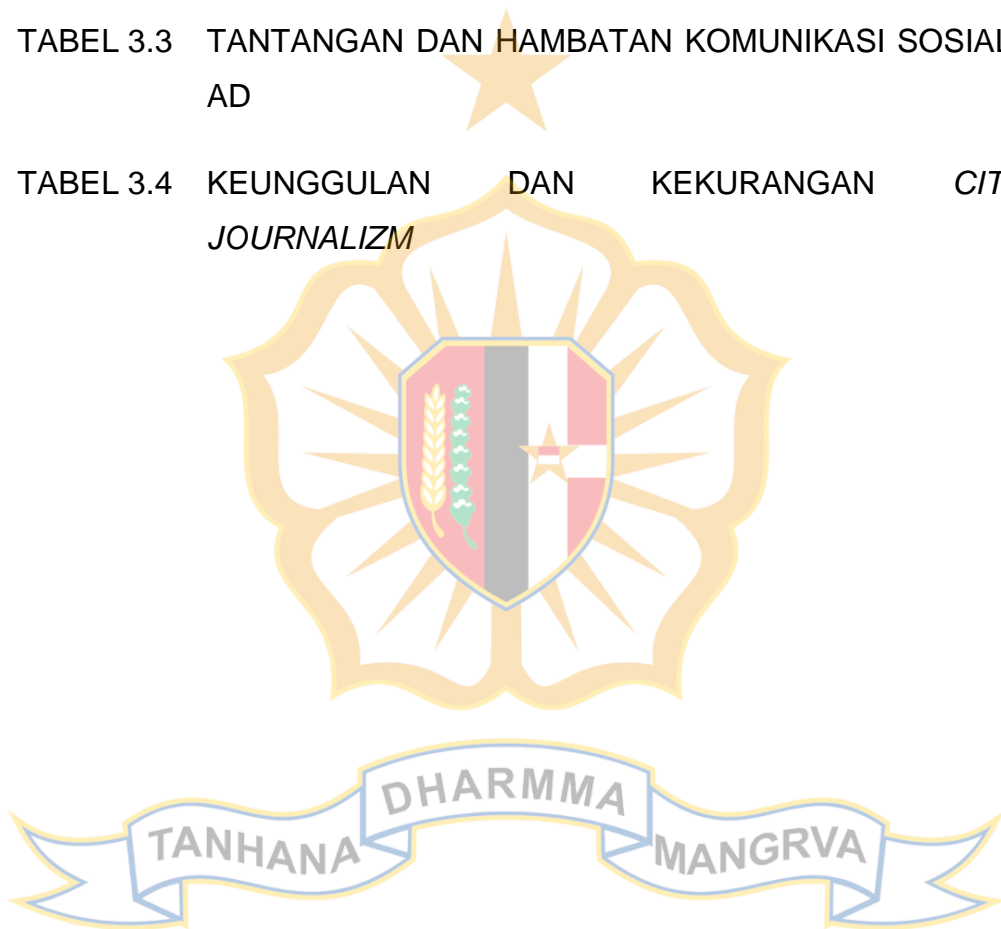 TABEL 3.3 TANTANGAN DAN HAMBATAN KOMUNIKASI SOSIAL
AD
TABEL 3.4 KEUNGGULAN DAN KEKURANGAN CIT
JOURNALIZM
TANHANA DHARMMA MANGRVA